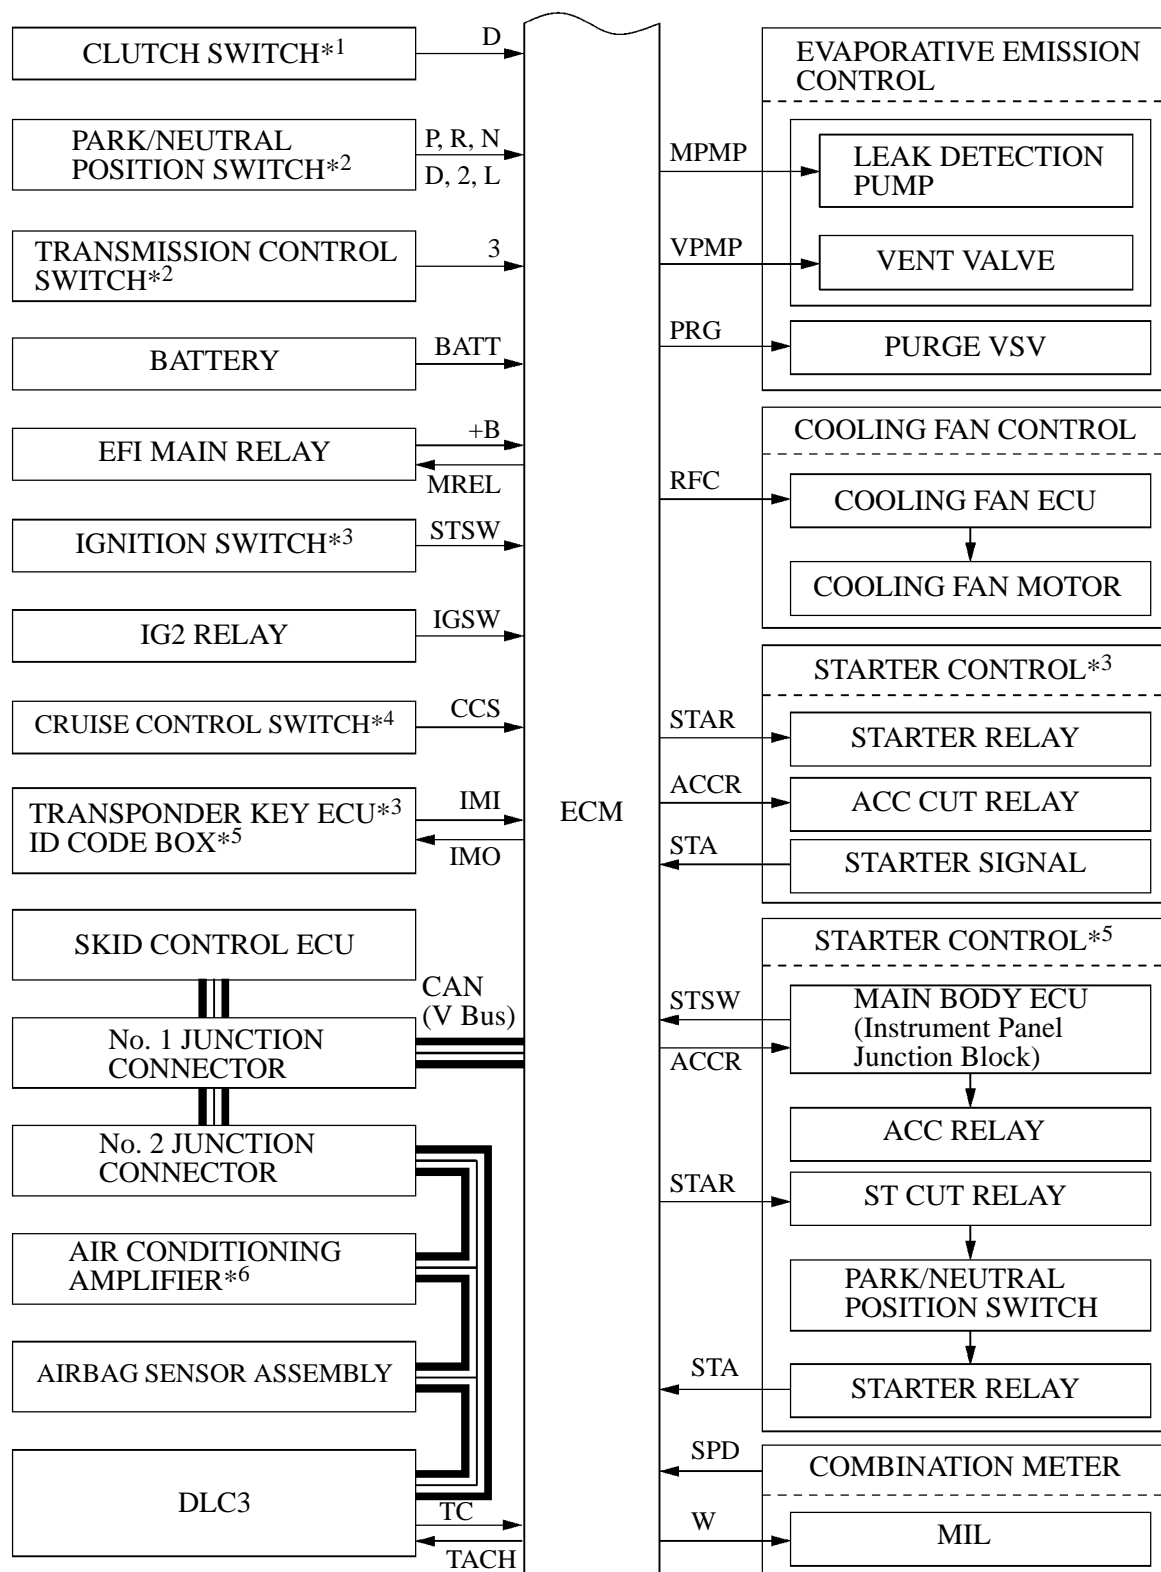 CLUTCH SWITCH*1
D
PARK/NEUTRAL
POSITION SWITCH*2
P, R, N
D, 2, L
TRANSMISSION CONTROL
SWITCH*2
3
BATTERY
BATT
EFI MAIN RELAY
+B
MREL
IGNITION SWITCH*3
STSW
IG2 RELAY
IGSW
CRUISE CONTROL SWITCH*4
CCS
TRANSPONDER KEY ECU*3
ID CODE BOX*5
IMI
IMO
SKID CONTROL ECU
CAN
(V Bus)
No. 1 JUNCTION
CONNECTOR
No. 2 JUNCTION
CONNECTOR
AIR CONDITIONING
AMPLIFIER*6
AIRBAG SENSOR ASSEMBLY
DLC3
TC
TACH
ECM
EVAPORATIVE EMISSION
CONTROL
MPMP
LEAK DETECTION
PUMP
VPMP
VENT VALVE
PRG
PURGE VSV
COOLING FAN CONTROL
RFC
COOLING FAN ECU
COOLING FAN MOTOR
STARTER CONTROL*3
STAR
STARTER RELAY
ACCR
ACC CUT RELAY
STA
STARTER SIGNAL
STARTER CONTROL*5
STSW
ACCR
MAIN BODY ECU
(Instrument Panel
Junction Block)
ACC RELAY
STAR
ST CUT RELAY
PARK/NEUTRAL
POSITION SWITCH
STA
STARTER RELAY
SPD
COMBINATION METER
W
MIL